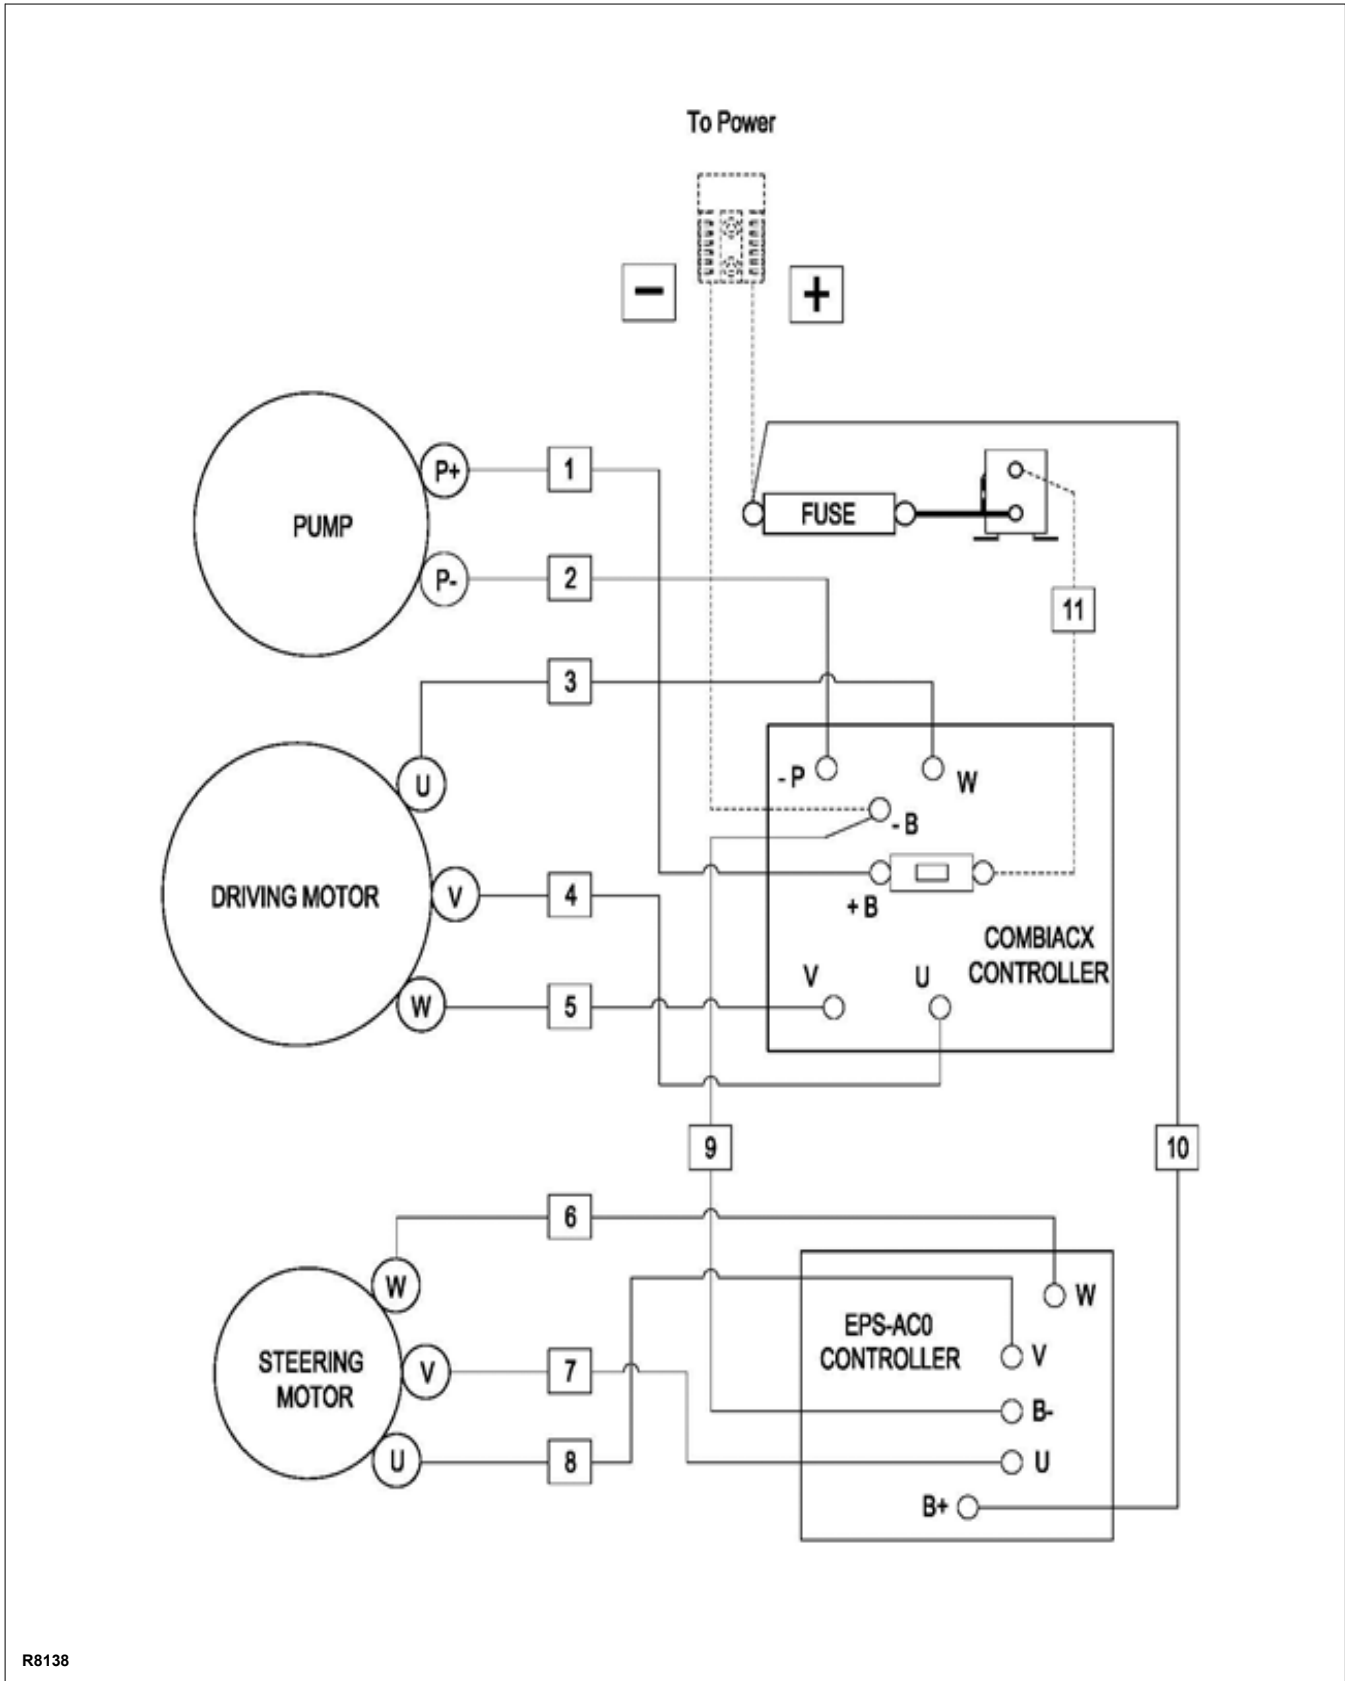 To Power
−
+
P+
1
PUMP
FUSE
P-
2
11
3
U
- P
W
- B
DRIVING MOTOR
V
4
+ B
COMBIACX
CONTROLLER
V
U
W
5
9
10
6
W
W
EPS-AC0
CONTROLLER
V
STEERING
MOTOR
V
7
B-
U
8
U
B+
R8138